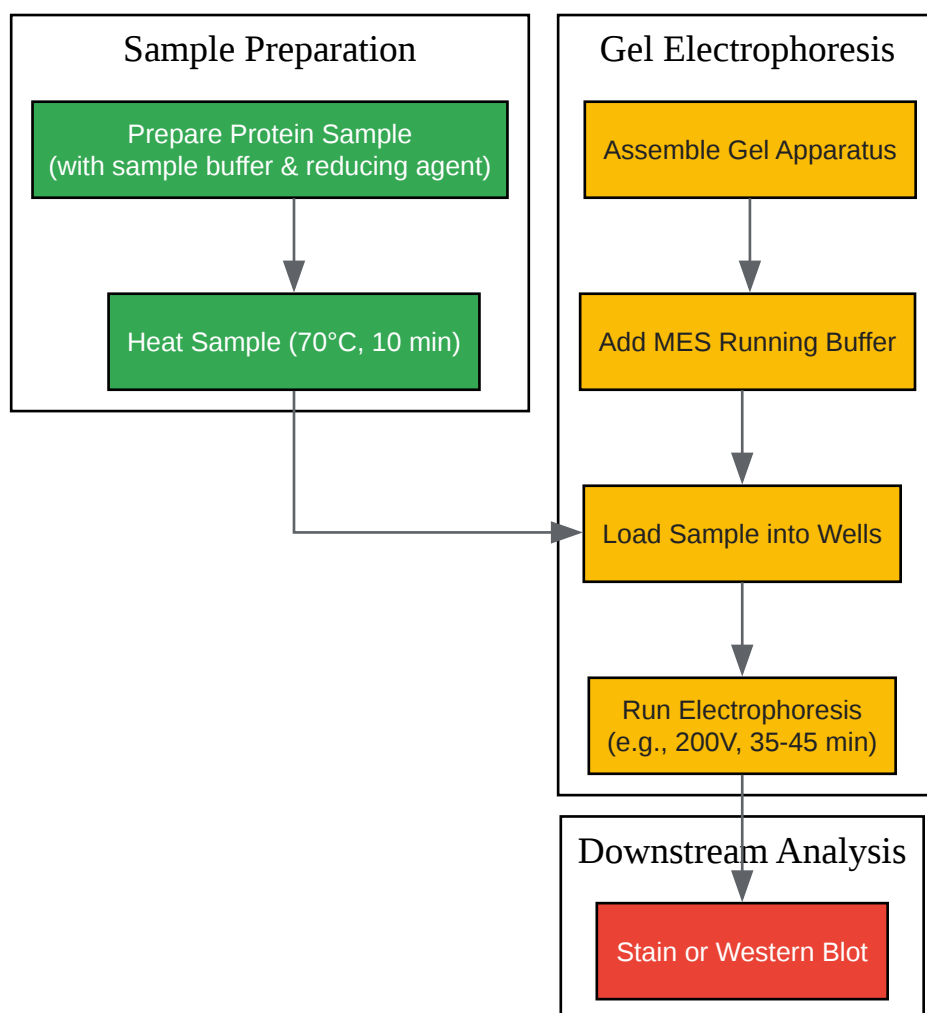 Sample Preparation
Prepare Protein Sample
(with sample buffer & reducing agent)
Heat Sample (70°C, 10 min)
Gel Electrophoresis
Assemble Gel Apparatus
Add MES Running Buffer
Load Sample into Wells
Run Electrophoresis
(e.g., 200V, 35-45 min)
Downstream Analysis
Stain or Western Blot